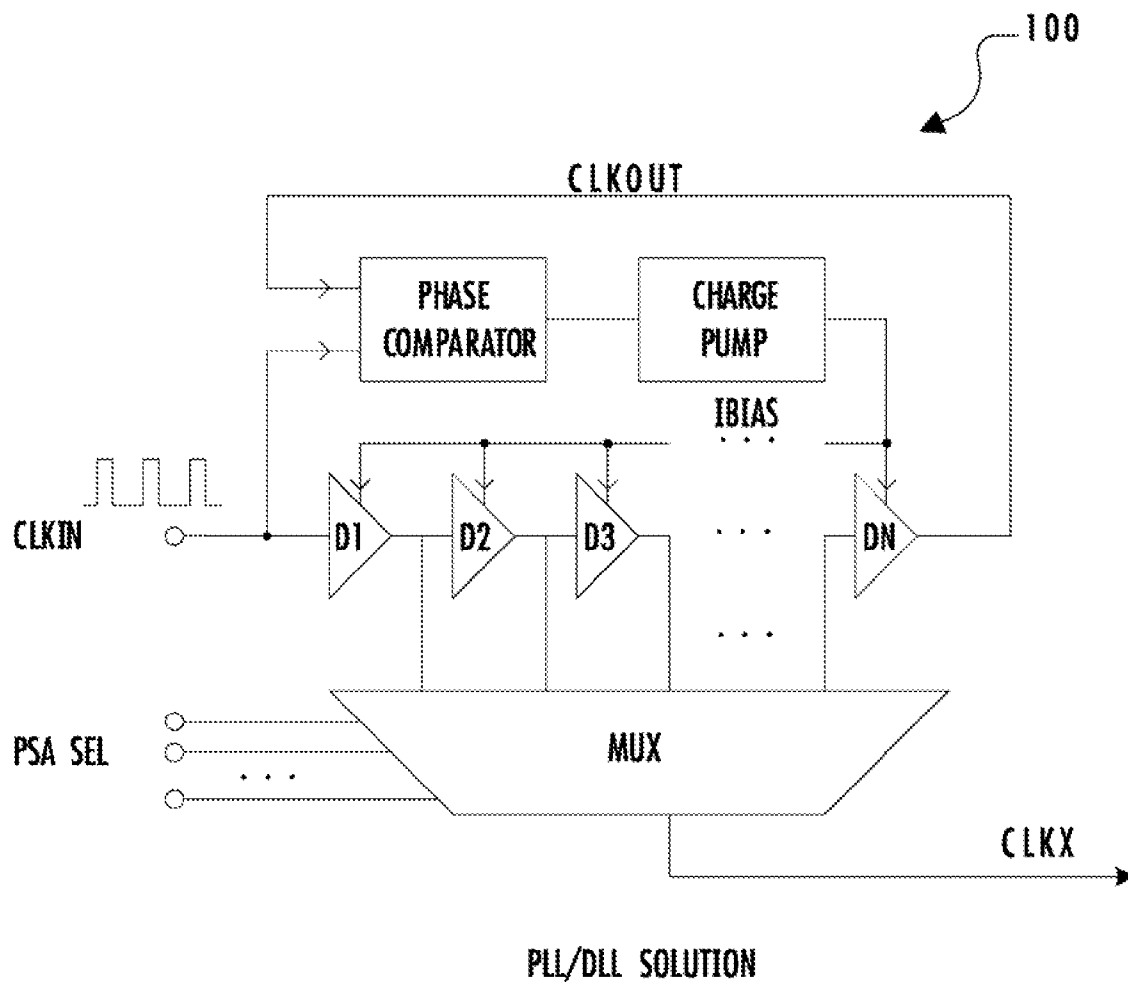 100
CLKOUT
PHASE
COMPARATOR
CHARGE
PUMP
IBIAS
. . .
CLKIN
D1
D2
D3
. . .
DN
. . .
PSA SEL
. . .
MUX
CLKX
PLL/DLL SOLUTION